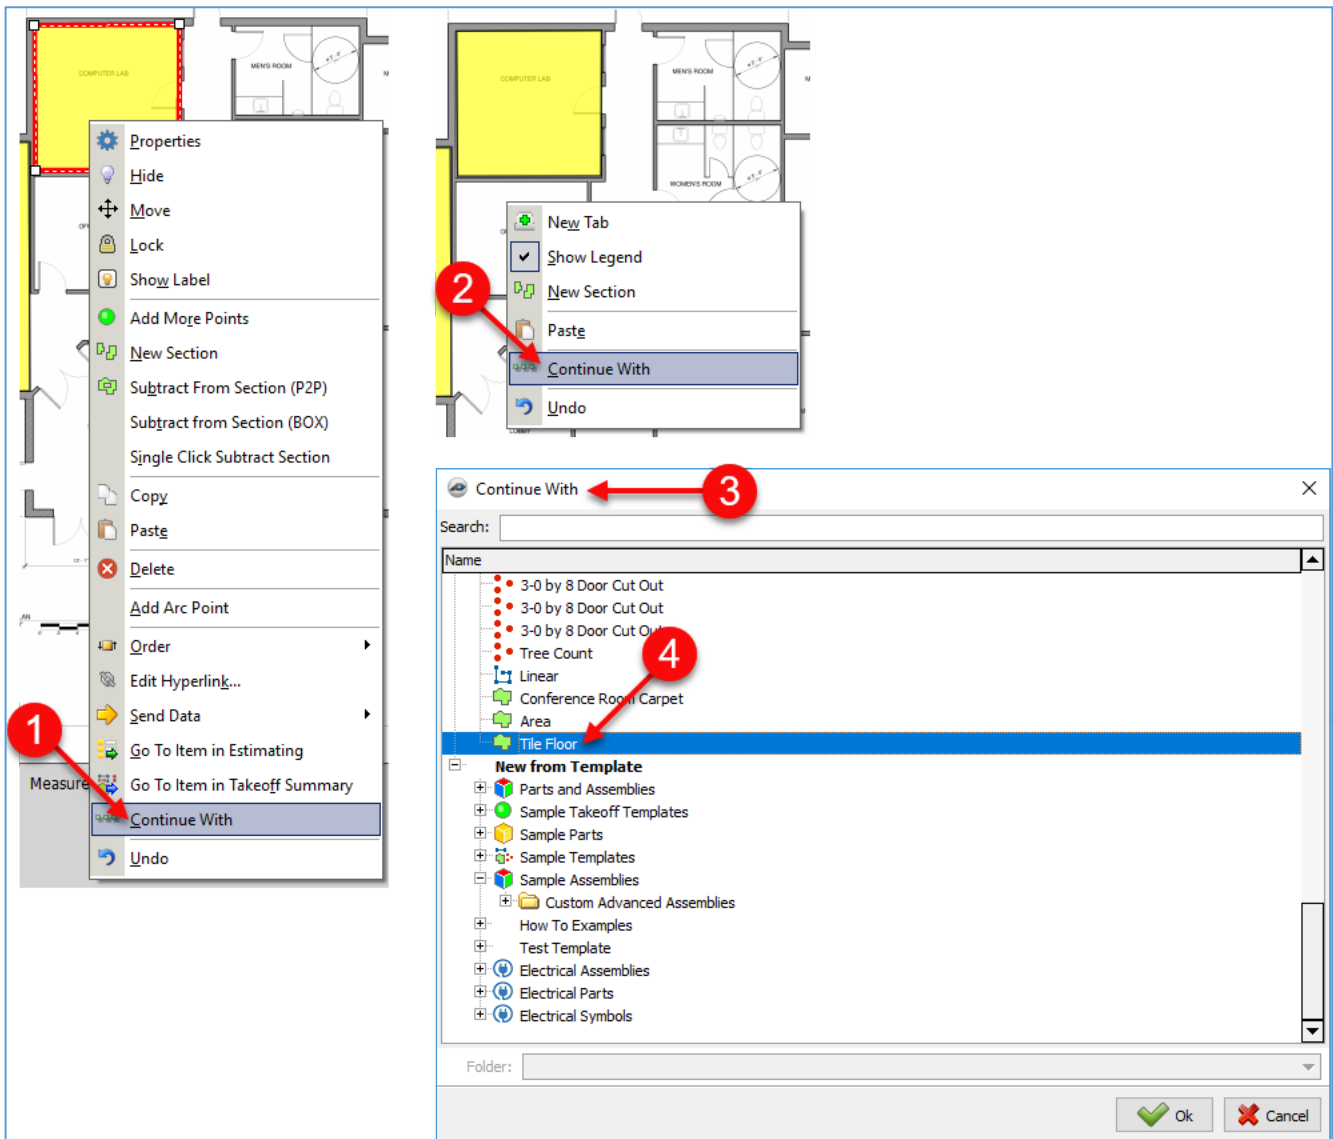 COMPUTER LAB
MEN'S ROOM
Properties
Hide
Move
Lock
Show Label
Add More Points
New Section
Subtract From Section (P2P)
Subtract from Section (BOX)
Single Click Subtract Section
Copy
Paste
Delete
Add Arc Point
Order
Edit Hyperlink...
Send Data
Go To Item in Estimating
Measure
Go To Item in Takeoff Summary
Continue With
Undo
1
COMPUTER LAB
MEN'S ROOM
WOMEN'S ROOM
New Tab
Show Legend
New Section
Paste
Continue With
Undo
LOBBY
2
Continue With
3
Search:
Name
3-0 by 8 Door Cut Out
3-0 by 8 Door Cut Out
3-0 by 8 Door Cut Out
Tree Count
4
Linear
Conference Room Carpet
Area
Tile Floor
New from Template
Parts and Assemblies
Sample Takeoff Templates
Sample Parts
Sample Templates
Sample Assemblies
Custom Advanced Assemblies
How To Examples
Test Template
Electrical Assemblies
Electrical Parts
Electrical Symbols
Folder:
Ok
Cancel